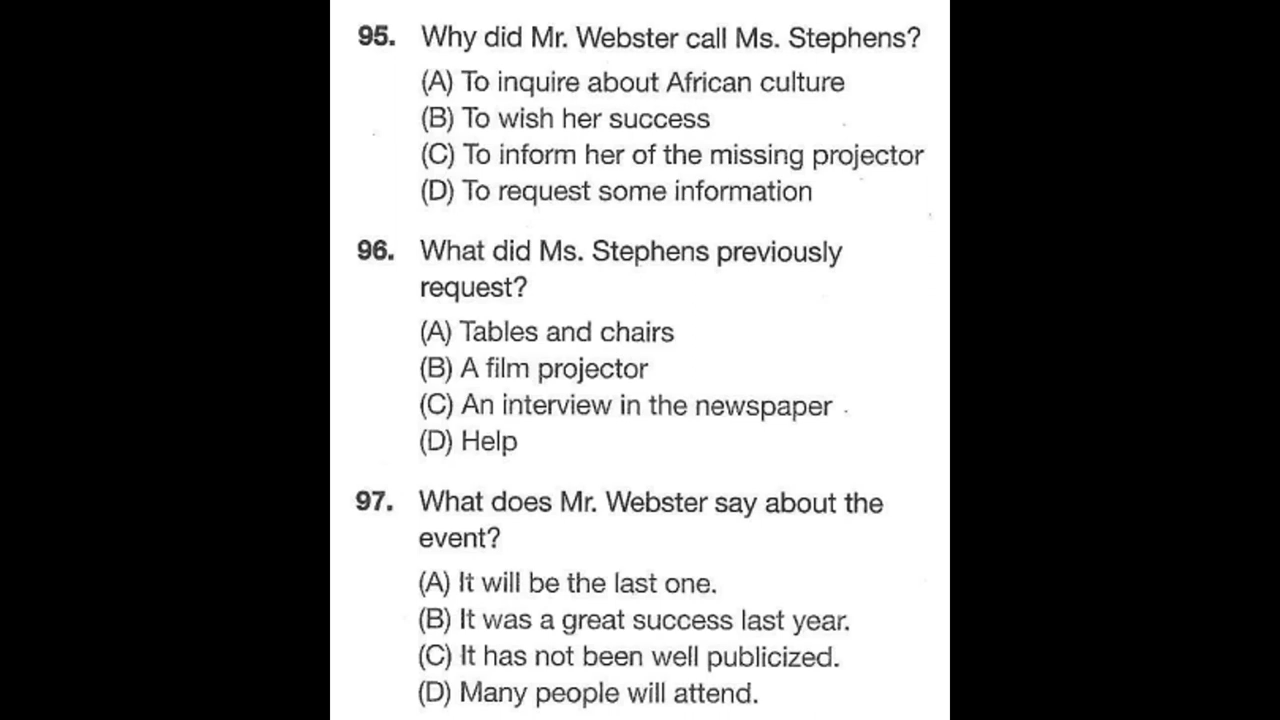 95. Why did Mr. Webster call Ms. Stephens?
(A) To inquire about African culture
(B) To wish her success
(C) To inform her of the missing projector
(D) To request some information
96. What did Ms. Stephens previously
request?
(A) Tables and chairs
(B) A film projector
(C) An interview in the newspaper
(D) Help
97. What does Mr. Webster say about the
event?
(A) It will be the last one.
(B) It was a great success last year.
(C) It has not been well publicized.
(D) Many people will attend.